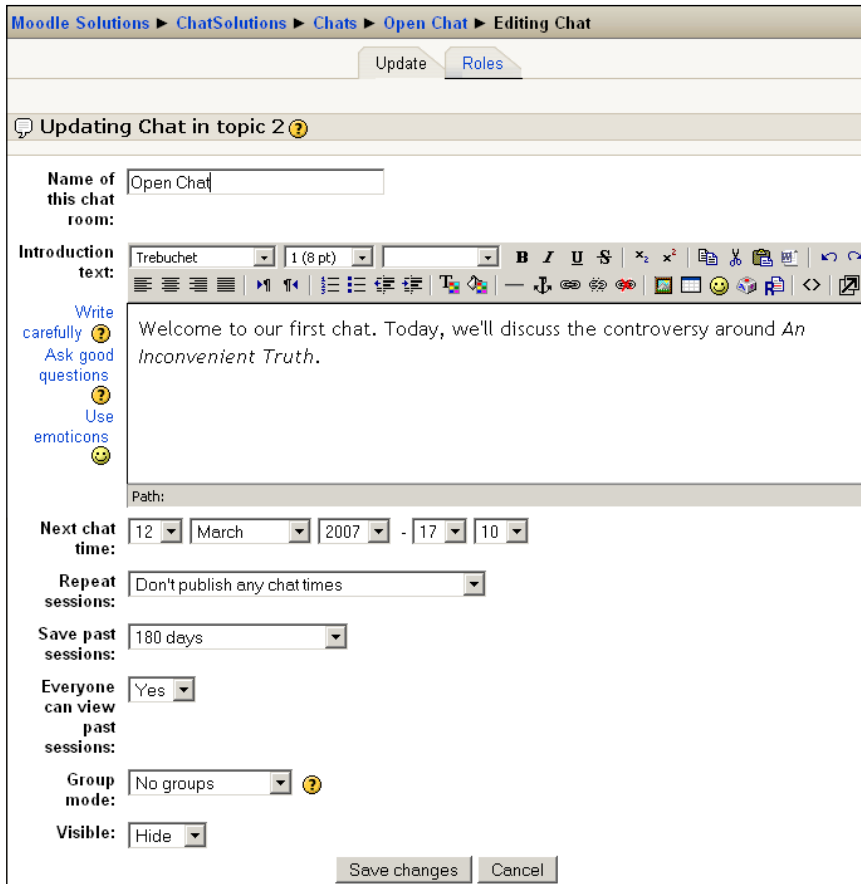 Moodle Solutions ► ChatSolutions ► Chats ► Open Chat ► Editing Chat
Update Roles
Updating Chat in topic 2 ?
Name of this chat room:
Open Chat
Introduction text:
Trebuchet 1 (8 pt) B I U S x₂ x²
Write carefully ?
Ask good questions ?
Use emoticons
Welcome to our first chat. Today, we'll discuss the controversy around An
Inconvenient Truth.
Path:
Next chat time:
12 March 2007 - 17 10
Repeat sessions:
Don't publish any chat times
Save past sessions:
180 days
Everyone can view past sessions:
Yes
Group mode:
No groups ?
Visible:
Hide
Save changes Cancel